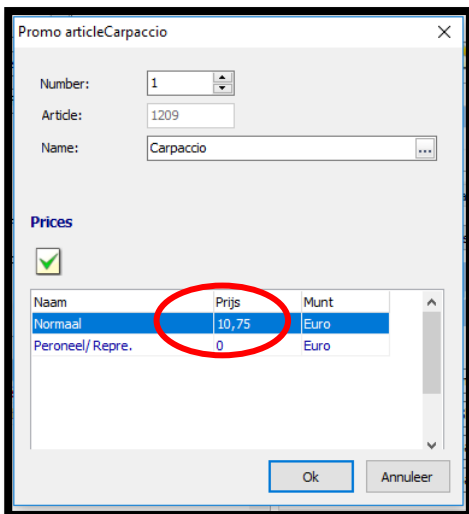 Promo articleCarpaccio
Number: 1
Article: 1209
Name: Carpaccio ...
Prices
Naam Prijs Munt
Normaal 10,75 Euro
Peroneel/Repre. 0 Euro
Ok Annuleer